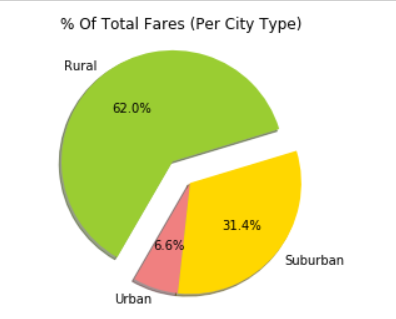 % Of Total Fares (Per City Type)
Rural
62.0%
31.4%
6.6%
Suburban
Urban